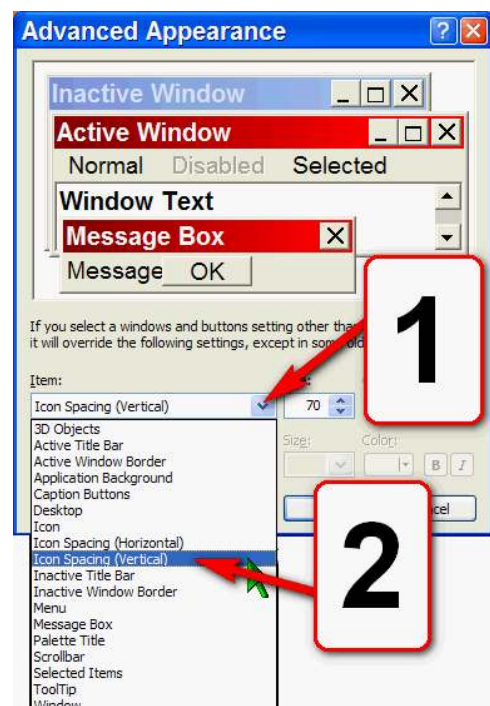 Advanced Appearance
Inactive Window
Active Window
Normal Disabled Selected
Window Text
Message Box
Message OK
If you select a windows and buttons setting other
it will override the following settings, except in
Item:
Icon Spacing (Vertical) 70
Size: Color:
B I
3D Objects
Active Title Bar
Active Window Border
Application Background
Caption Buttons
Desktop
Icon
Icon Spacing (Horizontal)
Icon Spacing (Vertical)
Inactive Title Bar
Inactive Window Border
Menu
Message Box
Palette Title
Scrollbar
Selected Items
ToolTip
Window
1
2